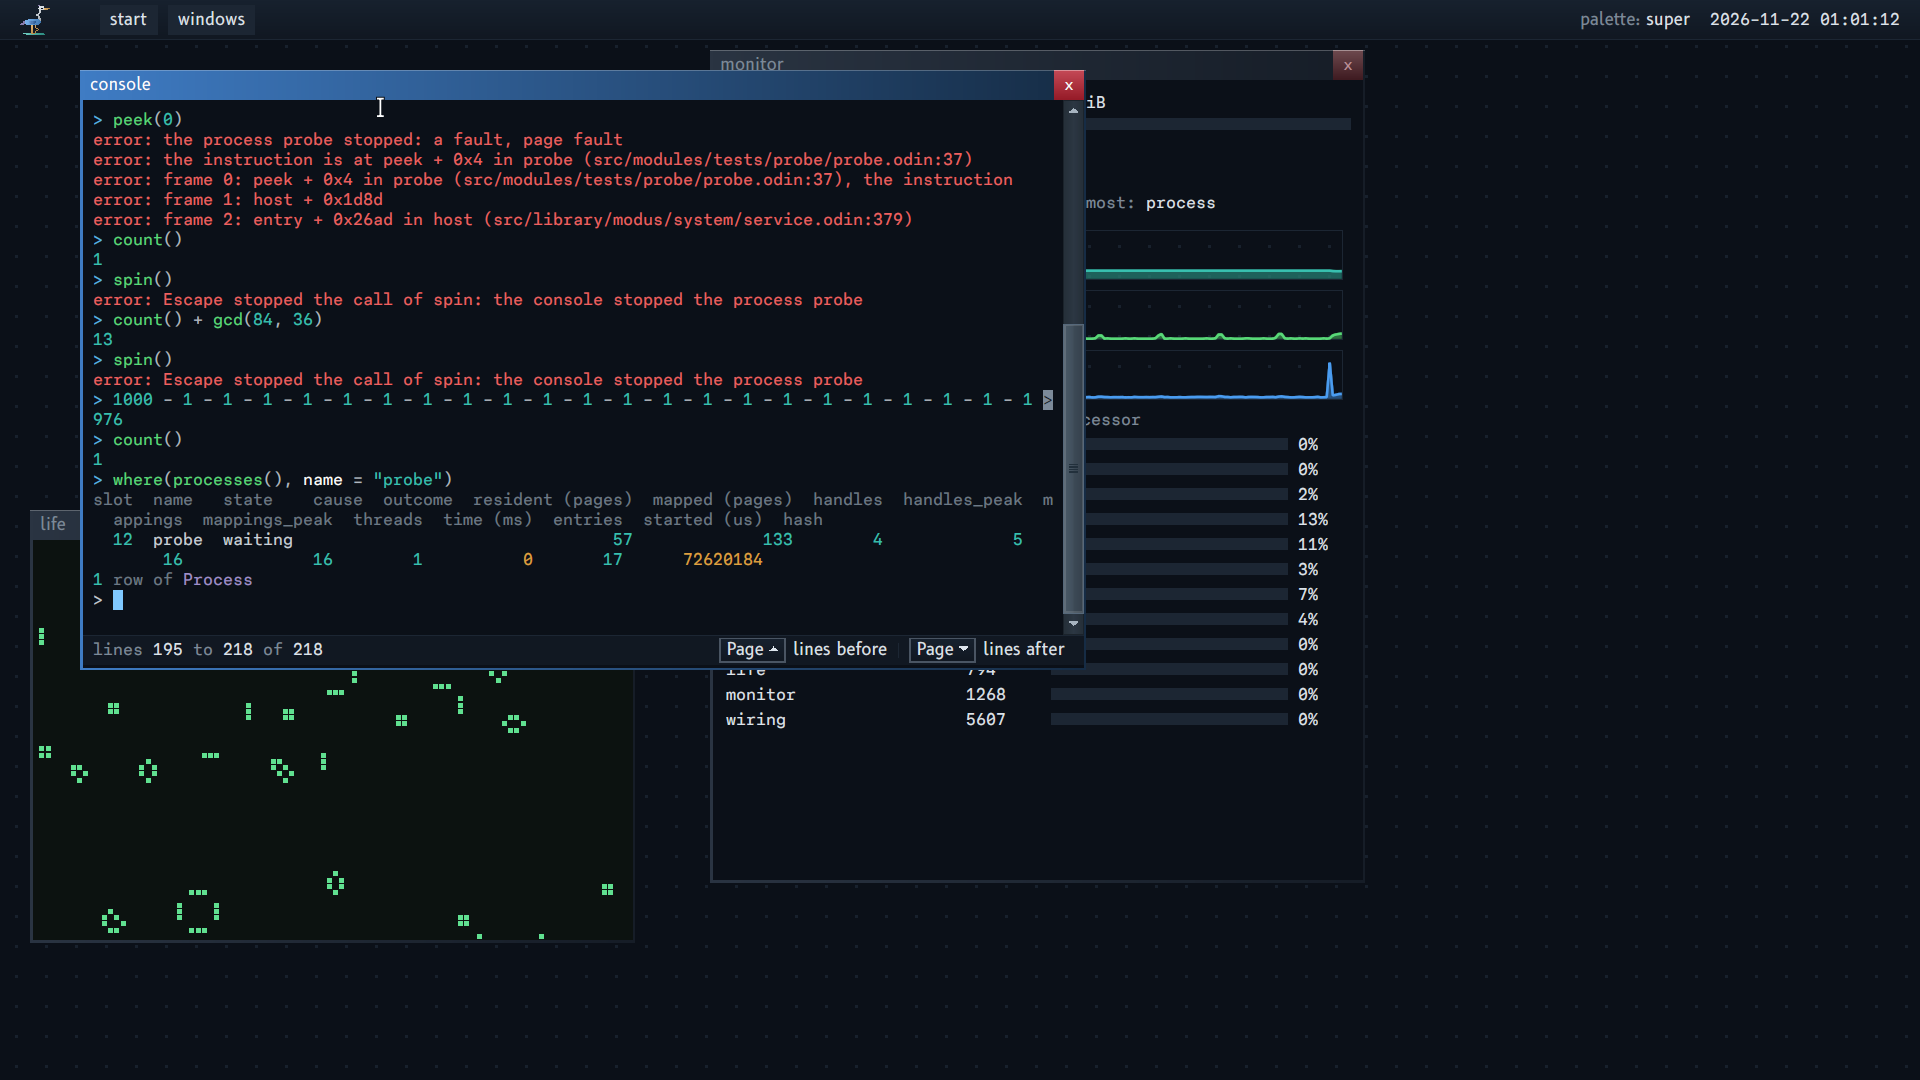 start windows palette: super 2026-11-22 01:01:12
monitor x
console x
iB
> peek(0)
error: the process probe stopped: a fault, page fault
error: the instruction is at peek + 0x4 in probe (src/modules/tests/probe/probe.odin:37)
error: frame 0: peek + 0x4 in probe (src/modules/tests/probe/probe.odin:37), the instruction
error: frame 1: host + 0x1d8d
error: frame 2: entry + 0x26ad in host (src/library/modus/system/service.odin:379)
> count()
1
> spin()
error: Escape stopped the call of spin: the console stopped the process probe
> count() + gcd(84, 36)
13
> spin()
error: Escape stopped the call of spin: the console stopped the process probe
> 1000 - 1 - 1 - 1 - 1 - 1 - 1 - 1 - 1 - 1 - 1 - 1 - 1 - 1 - 1 - 1 - 1 - 1 - 1 - 1 - 1 - 1 - 1 >
976
> count()
1
> where(processes(), name = "probe")
slot name state cause outcome resident (pages) mapped (pages) handles handles_peak m
appings mappings_peak threads time (ms) entries started (us) hash
12 probe waiting 57 133 4 5
16 16 1 0 17 72620184
1 row of Process
>
lines 195 to 218 of 218 Page lines before Page lines after
most: process
cessor
0%
0%
2%
13%
11%
3%
7%
4%
0%
life 794 0%
monitor 1268 0%
wiring 5607 0%
life